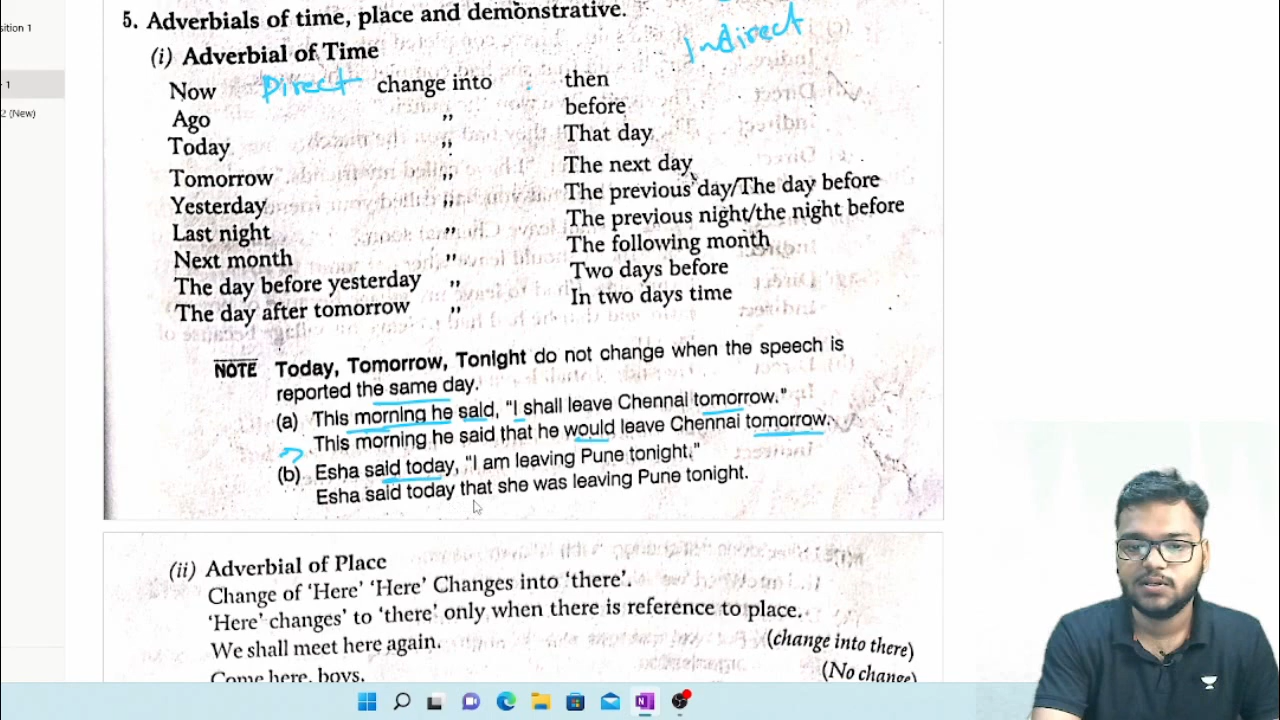 sition 1
1
2 (New)
5. Adverbials of time, place and demonstrative.
Indirect
(i) Adverbial of Time
Now Direct change into then
Ago " before
Today " That day
Tomorrow " The next day
Yesterday " The previous day/The day before
Last night " The previous night/the night before
Next month " The following month
The day before yesterday " Two days before
The day after tomorrow " In two days time
NOTE Today, Tomorrow, Tonight do not change when the speech is
reported the same day.
(a) This morning he said, "I shall leave Chennai tomorrow."
This morning he said that he would leave Chennai tomorrow.
(b) Esha said today, "I am leaving Pune tonight."
Esha said today that she was leaving Pune tonight.
(ii) Adverbial of Place
Change of 'Here' 'Here' Changes into 'there'.
'Here' changes' to 'there' only when there is reference to place.
We shall meet here again. (change into there)
Come here, boys. (No change)